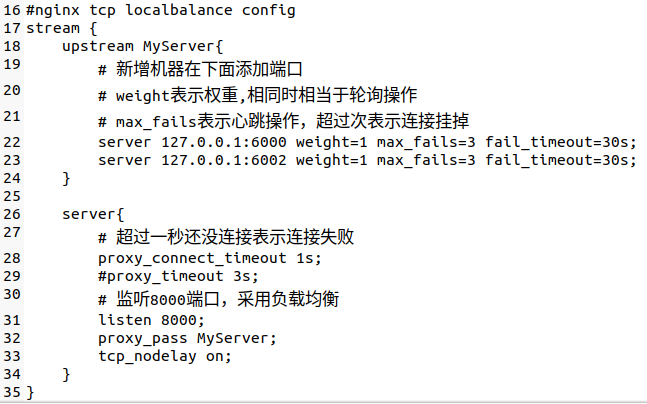 16 #nginx tcp localbalance config
17 stream {
18     upstream MyServer{
19         # 新增机器在下面添加端口
20         # weight表示权重,相同时相当于轮询操作
21         # max_fails表示心跳操作，超过次表示连接挂掉
22         server 127.0.0.1:6000 weight=1 max_fails=3 fail_timeout=30s;
23         server 127.0.0.1:6002 weight=1 max_fails=3 fail_timeout=30s;
24     }
25
26     server{
27         # 超过一秒还没连接表示连接失败
28         proxy_connect_timeout 1s;
29         #proxy_timeout 3s;
30         # 监听8000端口，采用负载均衡
31         listen 8000;
32         proxy_pass MyServer;
33         tcp_nodelay on;
34     }
35 }